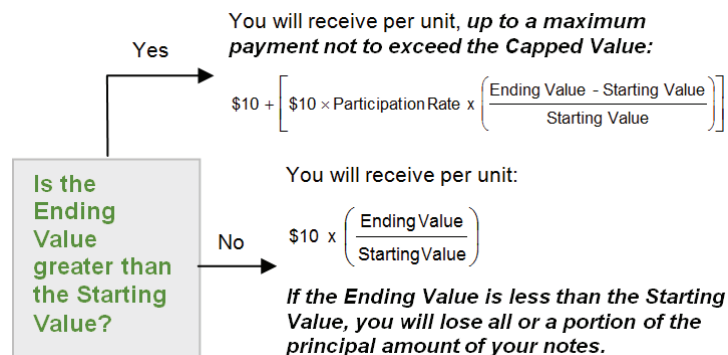 You will receive per unit, up to a maximum
payment not to exceed the Capped Value:
Yes
$10 + [ $10 × Participation Rate x ( Ending Value - Starting Value
Starting Value ) ]
Is the
Ending
Value
greater than
the Starting
Value?
You will receive per unit:
No
$10 x ( Ending Value
Starting Value )
If the Ending Value is less than the Starting
Value, you will lose all or a portion of the
principal amount of your notes.